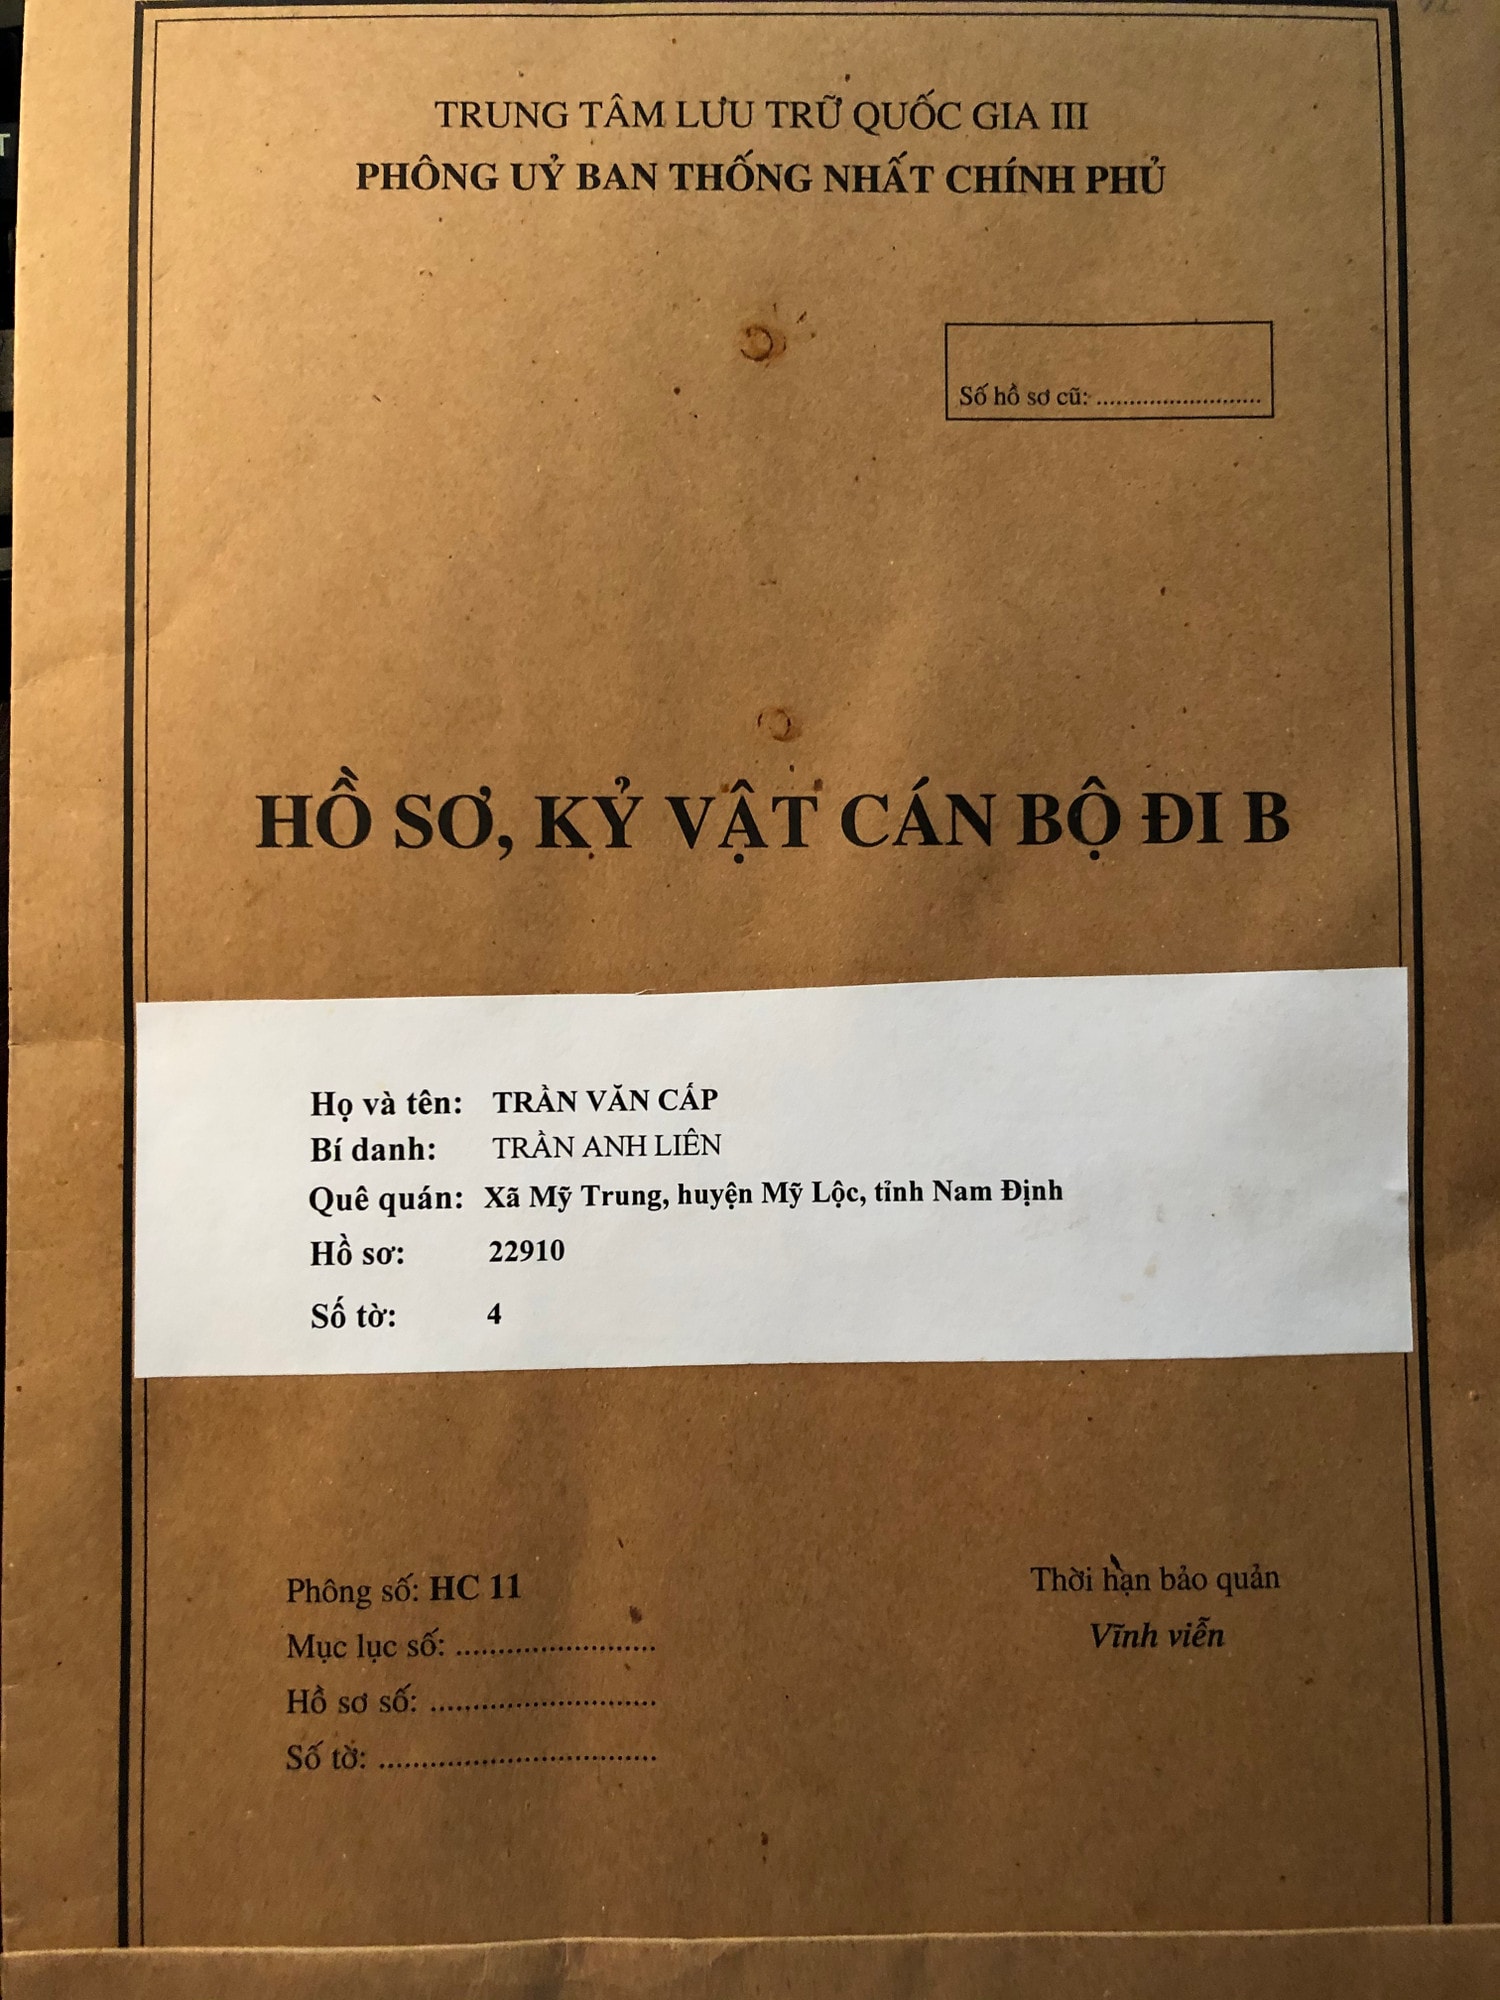 TRUNG TÂM LƯU TRỮ QUỐC GIA III
PHÔNG UỶ BAN THỐNG NHẤT CHÍNH PHỦ
Số hồ sơ cũ: ..........................
HỒ SƠ, KỶ VẬT CÁN BỘ ĐI B
Họ và tên: TRẦN VĂN CẤP
Bí danh: TRẦN ANH LIÊN
Quê quán: Xã Mỹ Trung, huyện Mỹ Lộc, tỉnh Nam Định
Hồ sơ: 22910
Số tờ: 4
Phông số: HC 11
Mục lục số: ........................
Hồ sơ số: ...........................
Số tờ: .................................
Thời hạn bảo quản
Vĩnh viễn